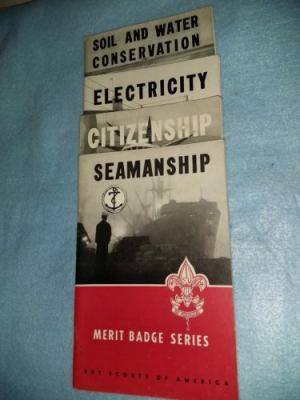 SOIL AND WATER
CONSERVATION
ELECTRICITY
CITIZENSHIP
SEAMANSHIP
MERIT BADGE SERIES
BOY SCOUTS OF AMERICA